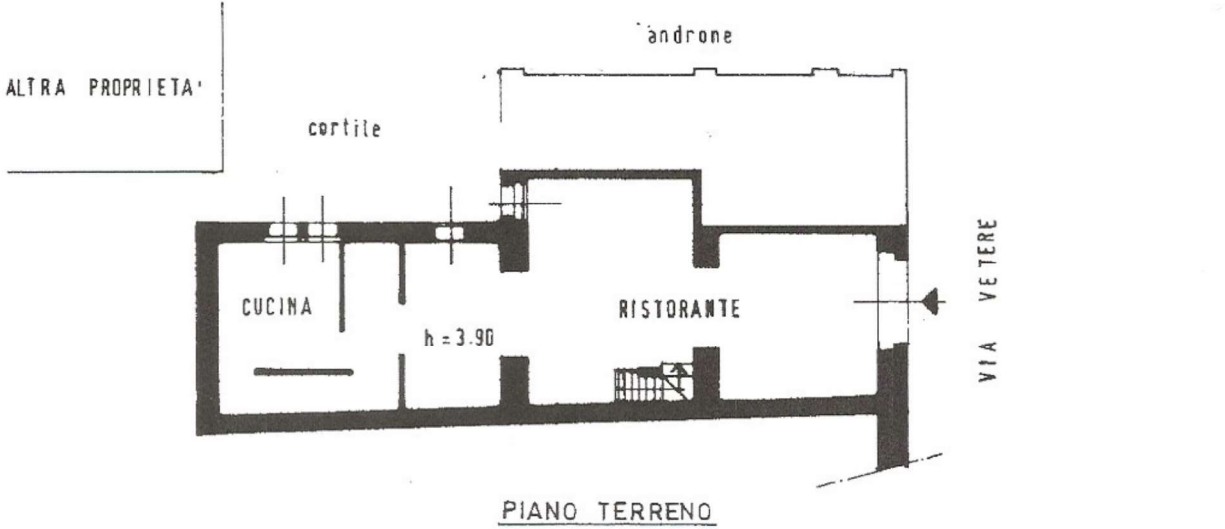 androne
ALTRA PROPRIETA'
cortile
CUCINA
RISTORANTE
h = 3.90
VIA VETERE
PIANO TERRENO